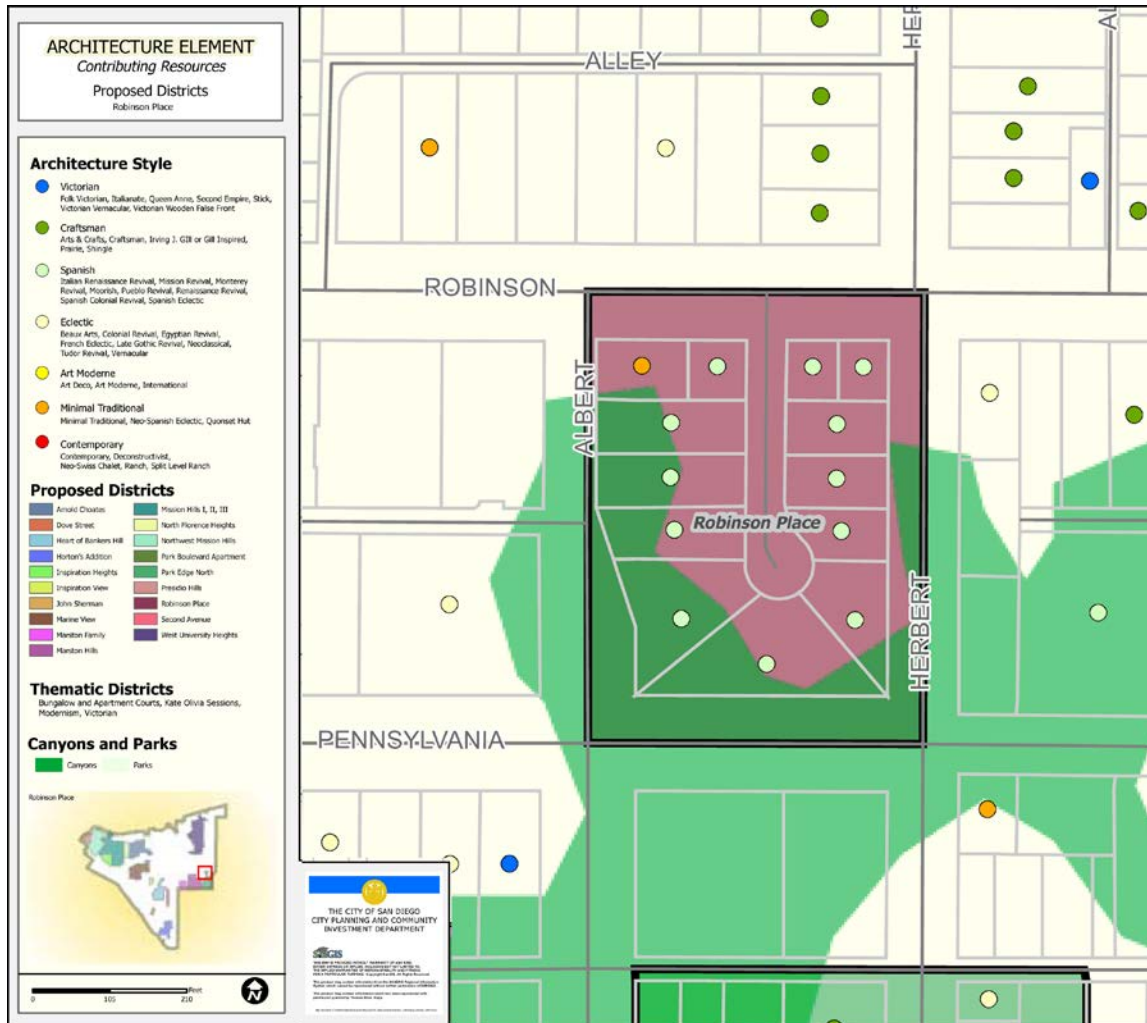 ARCHITECTURE ELEMENT
Contributing Resources
Proposed Districts
Robinson Place
Architecture Style
Victorian
Folk Victorian, Italianate, Queen Anne, Second Empire, Stick,
Victorian Vernacular, Victorian Wooden False Front
Craftsman
Arts & Crafts, Craftsman, Irving J. Gill or Gill Inspired,
Prairie, Shingle
Spanish
Italian Renaissance Revival, Mission Revival, Monterey
Revival, Moorish, Pueblo Revival, Renaissance Revival,
Spanish Colonial Revival, Spanish Eclectic
Eclectic
Beaux Arts, Colonial Revival, Egyptian Revival,
French Eclectic, Late Gothic Revival, Neoclassical,
Tudor Revival, Vernacular
Art Moderne
Art Deco, Art Moderne, International
Minimal Traditional
Minimal Traditional, Neo-Spanish Eclectic, Quonset Hut
Contemporary
Contemporary, Deconstructivist,
Neo-Swiss Chalet, Ranch, Split Level Ranch
Proposed Districts
Arnold Choates
Dove Street
Heart of Bankers Hill
Horton's Addition
Inspiration Heights
Inspiration View
John Sherman
Marine View
Marston Family
Marston Hills
Mission Hills I, II, III
North Florence Heights
Northwest Mission Hills
Park Boulevard Apartment
Park Edge North
Presidio Hills
Robinson Place
Second Avenue
West University Heights
Thematic Districts
Bungalow and Apartment Courts, Kate Olivia Sessions,
Modernism, Victorian
Canyons and Parks
Canyons
Parks
Robinson Place
Feet
0 105 210
N
ALLEY
HER
AL
ROBINSON
ALBERT
Robinson Place
HERBERT
PENNSYLVANIA
THE CITY OF SAN DIEGO
CITY PLANNING AND COMMUNITY
INVESTMENT DEPARTMENT